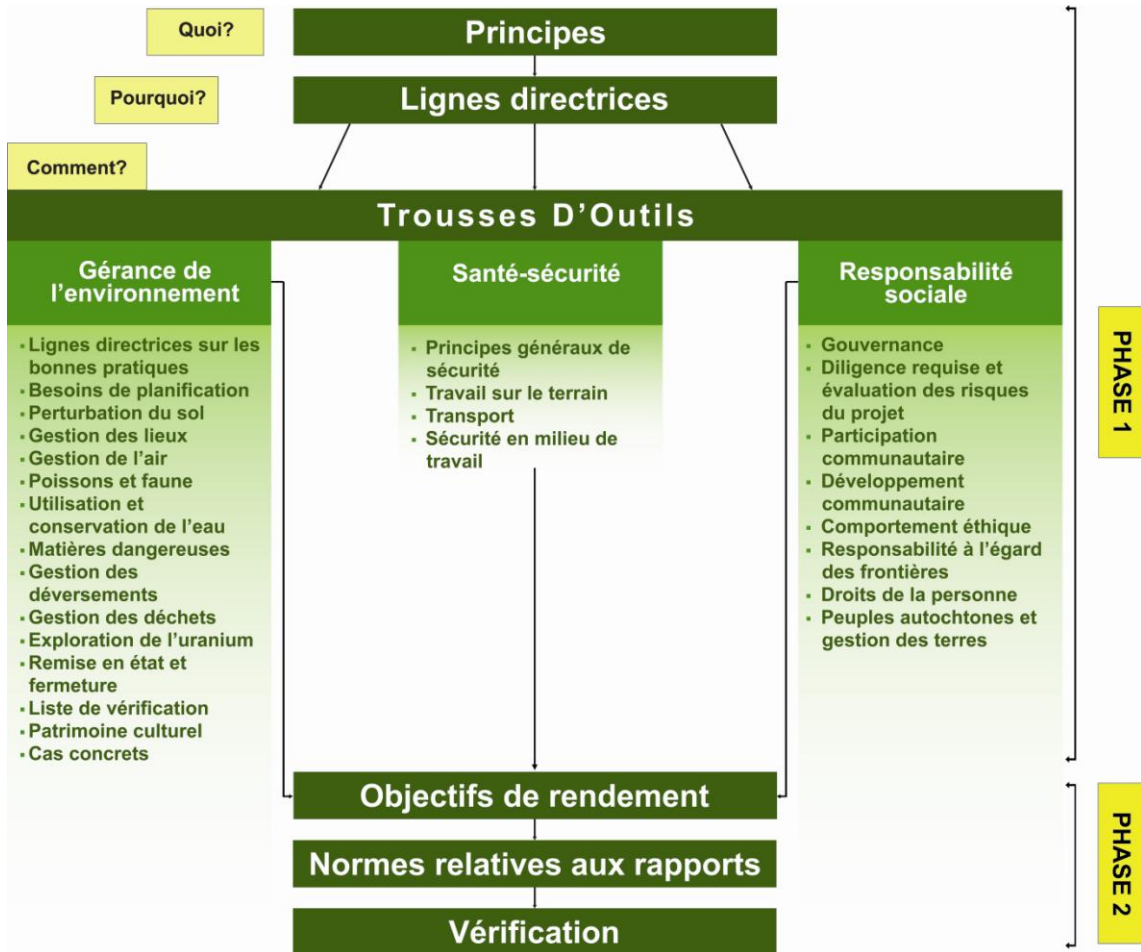 Quoi?
Principes
Pourquoi?
Lignes directrices
Comment?
Trousses D’Outils
Gérance de
l’environnement
▪ Lignes directrices sur les
bonnes pratiques
▪ Besoins de planification
▪ Perturbation du sol
▪ Gestion des lieux
▪ Gestion de l’air
▪ Poissons et faune
▪ Utilisation et
conservation de l’eau
▪ Matières dangereuses
▪ Gestion des
déversements
▪ Gestion des déchets
▪ Exploration de l’uranium
▪ Remise en état et
fermeture
▪ Liste de vérification
▪ Patrimoine culturel
▪ Cas concrets
Santé-sécurité
▪ Principes généraux de
sécurité
▪ Travail sur le terrain
▪ Transport
▪ Sécurité en milieu de
travail
Responsabilité
sociale
▪ Gouvernance
▪ Diligence requise et
évaluation des risques
du projet
▪ Participation
communautaire
▪ Développement
communautaire
▪ Comportement éthique
▪ Responsabilité à l’égard
des frontières
▪ Droits de la personne
▪ Peuples autochtones et
gestion des terres
PHASE 1
Objectifs de rendement
Normes relatives aux rapports
Vérification
PHASE 2